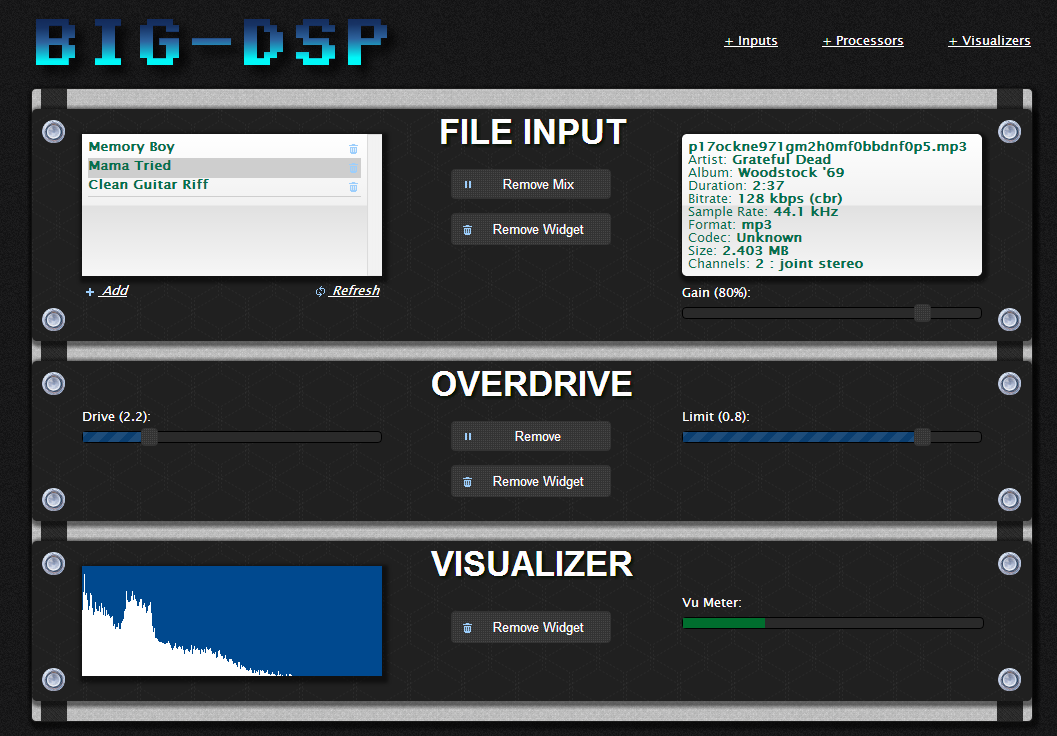 BIG-DSP
+ Inputs
+ Processors
+ Visualizers
FILE INPUT
Memory Boy
Mama Tried
Clean Guitar Riff
+ Add
Refresh
Remove Mix
Remove Widget
p17ockne971gm2h0mf0bbdnf0p5.mp3
Artist: Grateful Dead
Album: Woodstock '69
Duration: 2:37
Bitrate: 128 kbps (cbr)
Sample Rate: 44.1 kHz
Format: mp3
Codec: Unknown
Size: 2.403 MB
Channels: 2 : joint stereo
Gain (80%):
OVERDRIVE
Drive (2.2):
Remove
Remove Widget
Limit (0.8):
VISUALIZER
Remove Widget
Vu Meter: